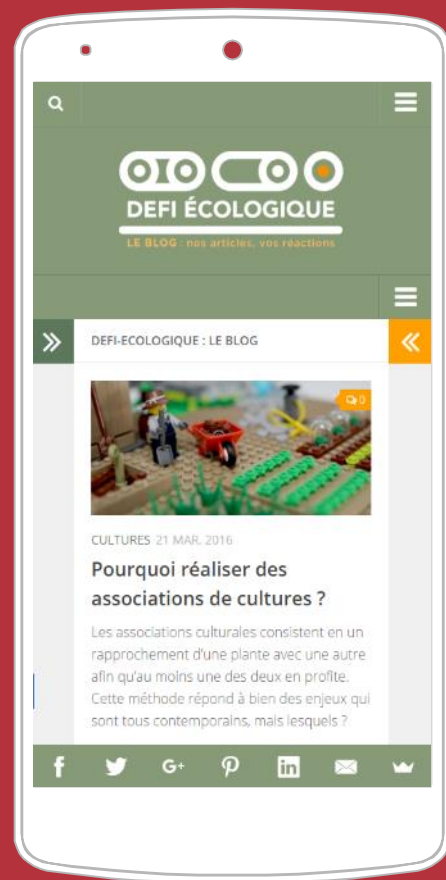 DEFI ÉCOLOGIQUE
LE BLOG : nos articles, vos réactions
DEFI-ECOLOGIQUE : LE BLOG
0
CULTURES 21 MAR, 2016
Pourquoi réaliser des
associations de cultures ?
Les associations culturales consistent en un
rapprochement d'une plante avec une autre
afin qu'au moins une des deux en profite.
Cette méthode répond à bien des enjeux qui
sont tous contemporains, mais lesquels ?
f G+ in